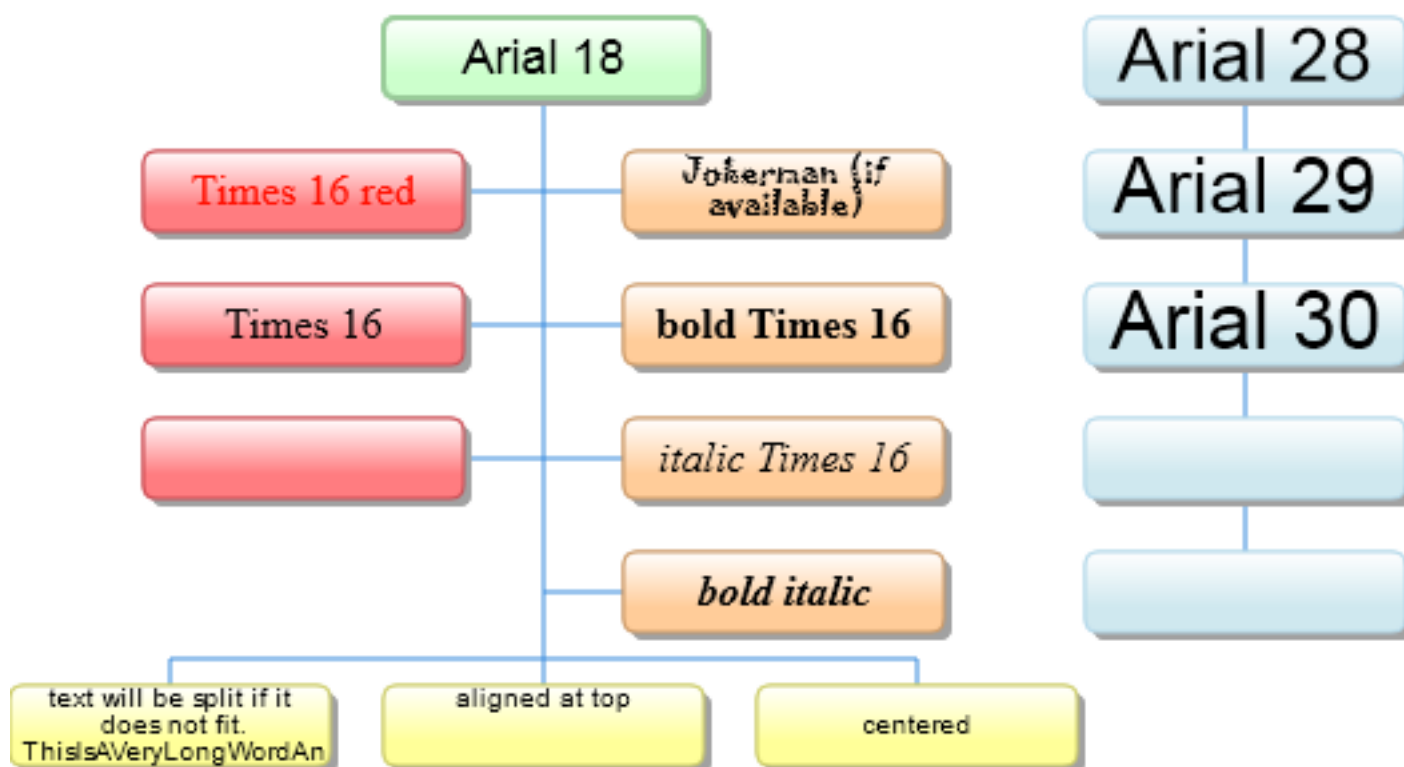 Arial 18
Arial 28
Times 16 red
Jokerman (if
available)
Arial 29
Times 16
bold Times 16
Arial 30
italic Times 16
bold italic
text will be split if it
does not fit.
ThisIsAVeryLongWordAn
aligned at top
centered